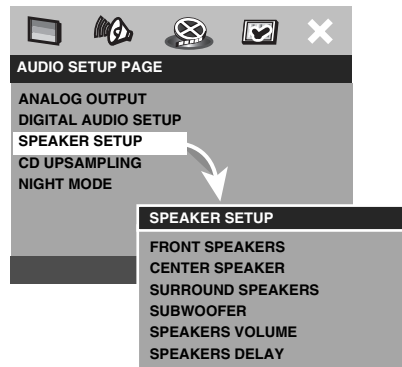 AUDIO SETUP PAGE
ANALOG OUTPUT
DIGITAL AUDIO SETUP
SPEAKER SETUP
CD UPSAMPLING
NIGHT MODE
SPEAKER SETUP
FRONT SPEAKERS
CENTER SPEAKER
SURROUND SPEAKERS
SUBWOOFER
SPEAKERS VOLUME
SPEAKERS DELAY